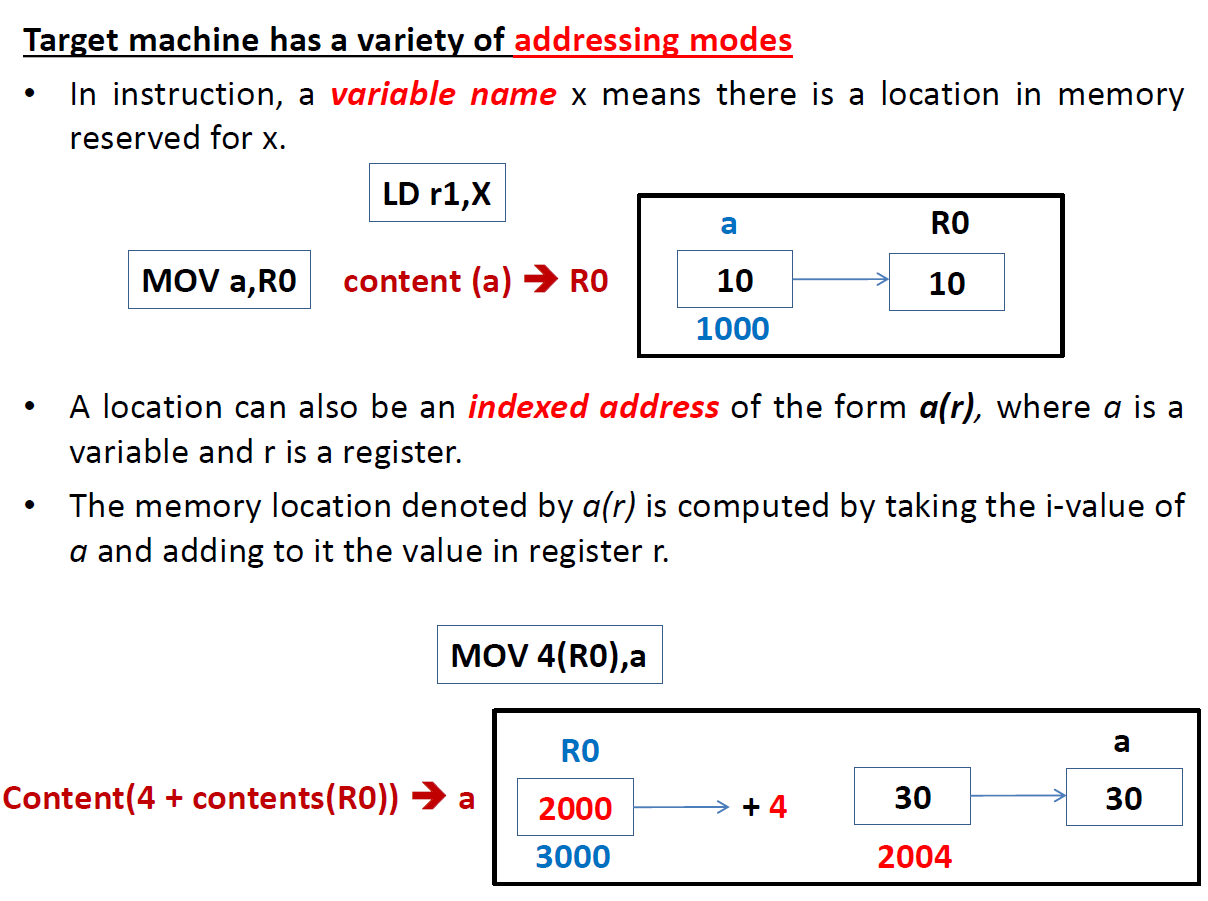 Target machine has a variety of addressing modes
• In instruction, a variable name x means there is a location in memory
reserved for x.
LD r1,X
MOV a,R0
content (a) ➔ R0
a
R0
10
10
1000
• A location can also be an indexed address of the form a(r), where a is a
variable and r is a register.
• The memory location denoted by a(r) is computed by taking the i-value of
a and adding to it the value in register r.
MOV 4(R0),a
Content(4 + contents(R0)) ➔ a
R0
a
2000
+ 4
30
30
3000
2004